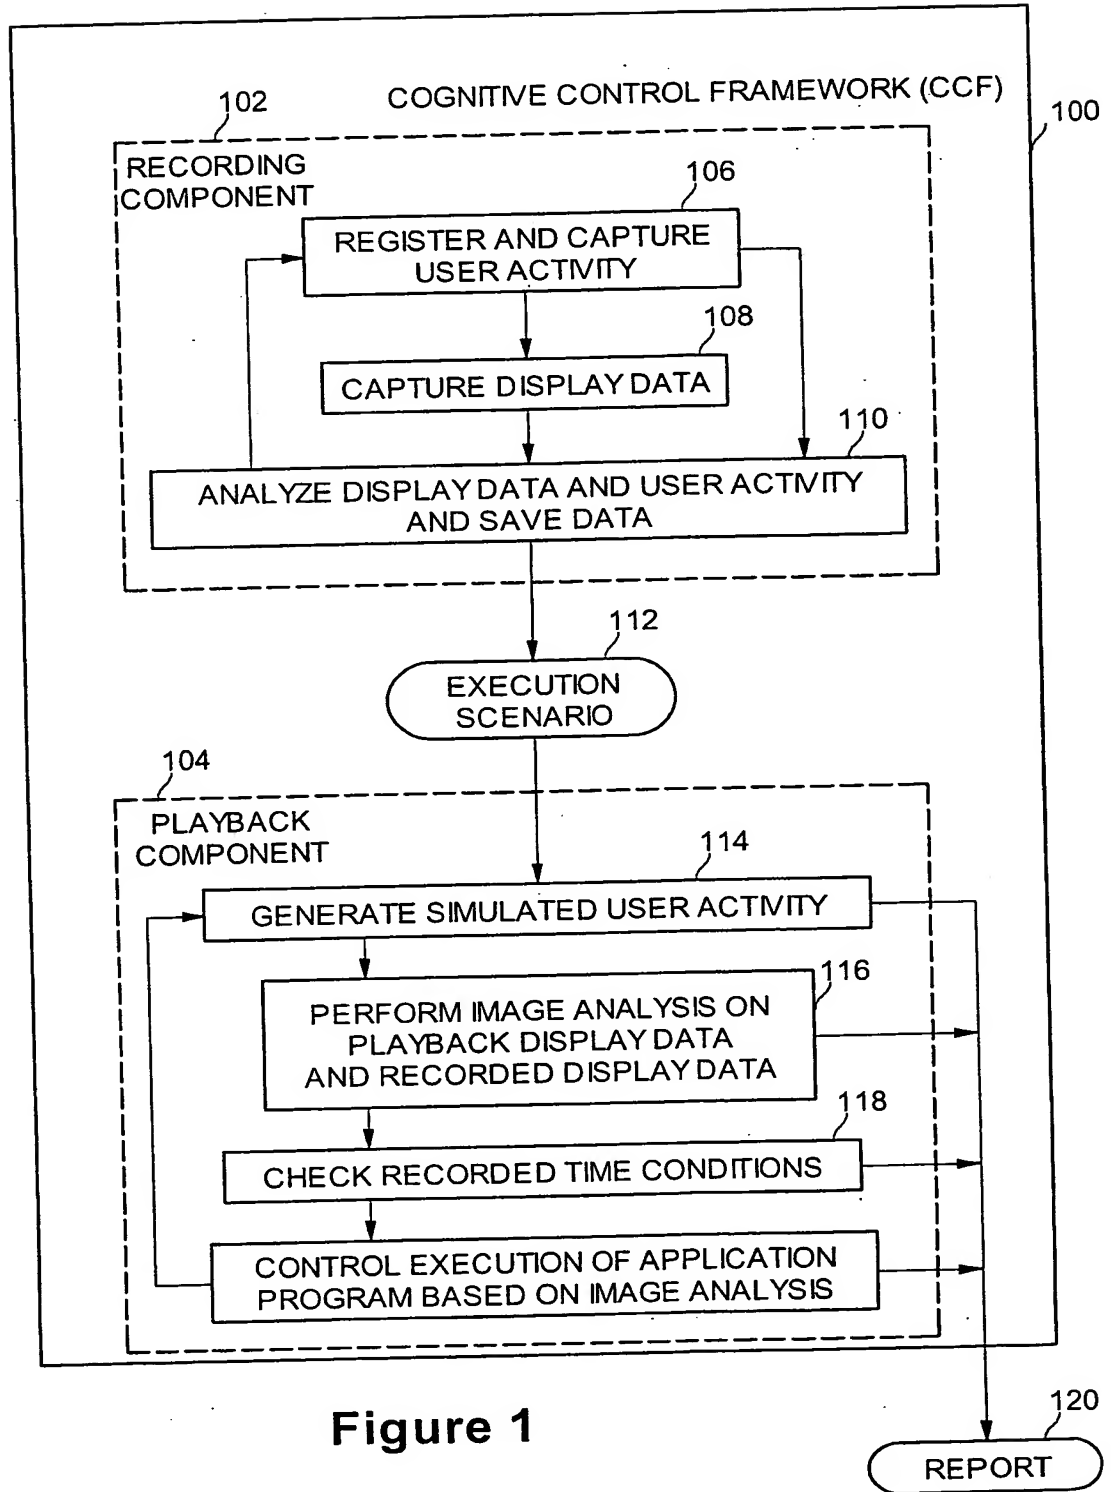 COGNITIVE CONTROL FRAMEWORK (CCF)
100
102
RECORDING
COMPONENT
106
REGISTER AND CAPTURE
USER ACTIVITY
108
CAPTURE DISPLAY DATA
110
ANALYZE DISPLAY DATA AND USER ACTIVITY
AND SAVE DATA
112
EXECUTION
SCENARIO
104
PLAYBACK
COMPONENT
114
GENERATE SIMULATED USER ACTIVITY
116
PERFORM IMAGE ANALYSIS ON
PLAYBACK DISPLAY DATA
AND RECORDED DISPLAY DATA
118
CHECK RECORDED TIME CONDITIONS
CONTROL EXECUTION OF APPLICATION
PROGRAM BASED ON IMAGE ANALYSIS
Figure 1
120
REPORT